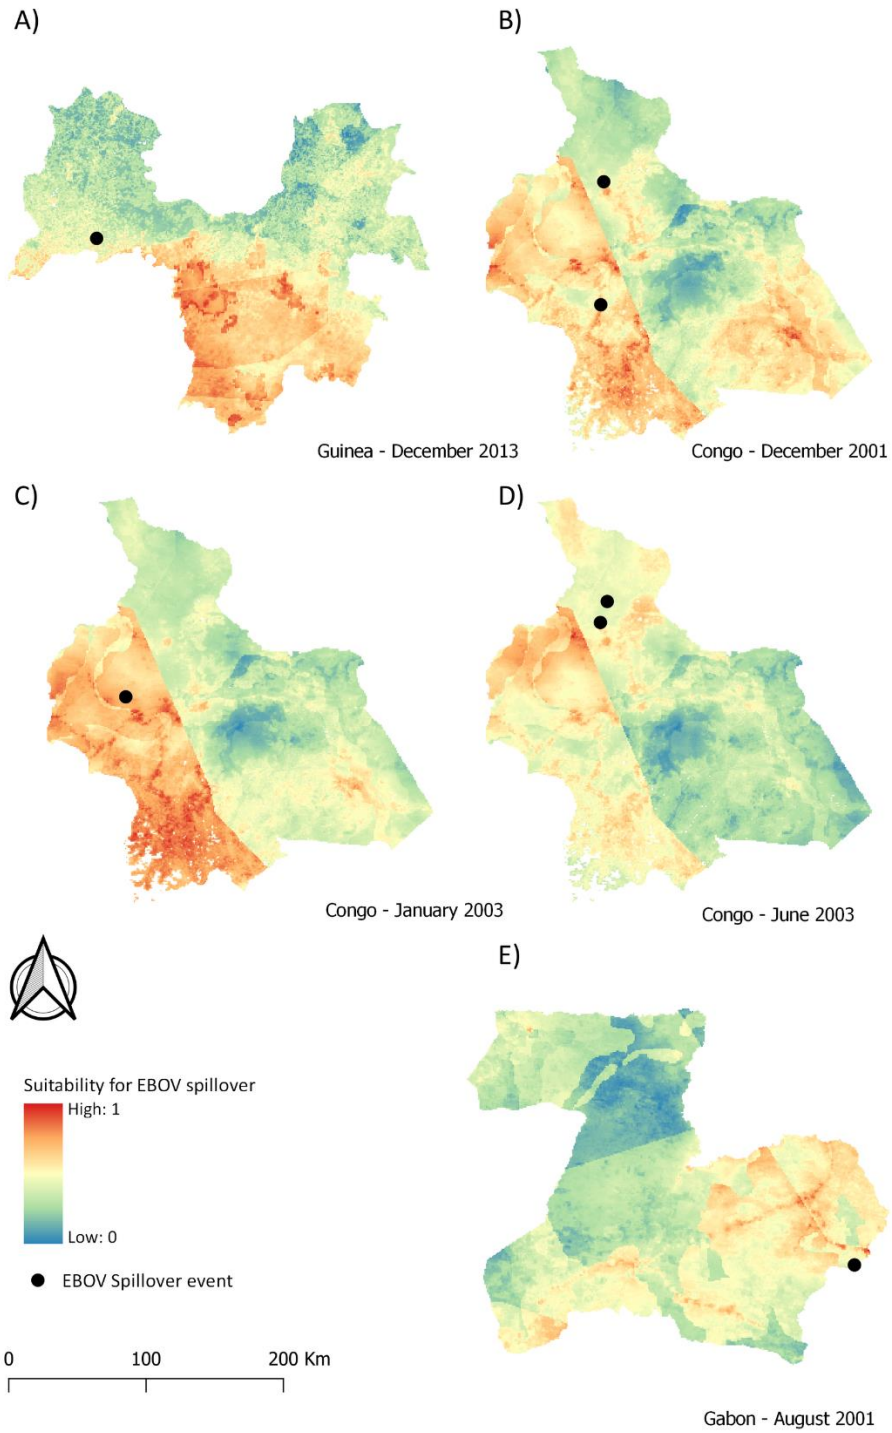 A)
B)
Guinea - December 2013
Congo - December 2001
C)
D)
Congo - January 2003
Congo - June 2003
E)
Suitability for EBOV spillover
High: 1
Low: 0
EBOV Spillover event
0 100 200 Km
Gabon - August 2001